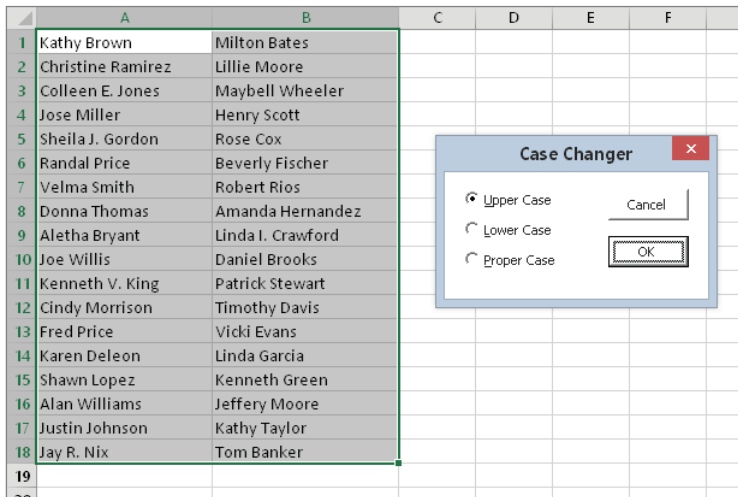 A B C D E F
1 Kathy Brown Milton Bates
2 Christine Ramirez Lillie Moore
3 Colleen E. Jones Maybell Wheeler
4 Jose Miller Henry Scott
5 Sheila J. Gordon Rose Cox
6 Randal Price Beverly Fischer
7 Velma Smith Robert Rios
8 Donna Thomas Amanda Hernandez
9 Aletha Bryant Linda I. Crawford
10 Joe Willis Daniel Brooks
11 Kenneth V. King Patrick Stewart
12 Cindy Morrison Timothy Davis
13 Fred Price Vicki Evans
14 Karen Deleon Linda Garcia
15 Shawn Lopez Kenneth Green
16 Alan Williams Jeffery Moore
17 Justin Johnson Kathy Taylor
18 Jay R. Nix Tom Banker
19
Case Changer
Upper Case
Lower Case
Proper Case
Cancel
OK